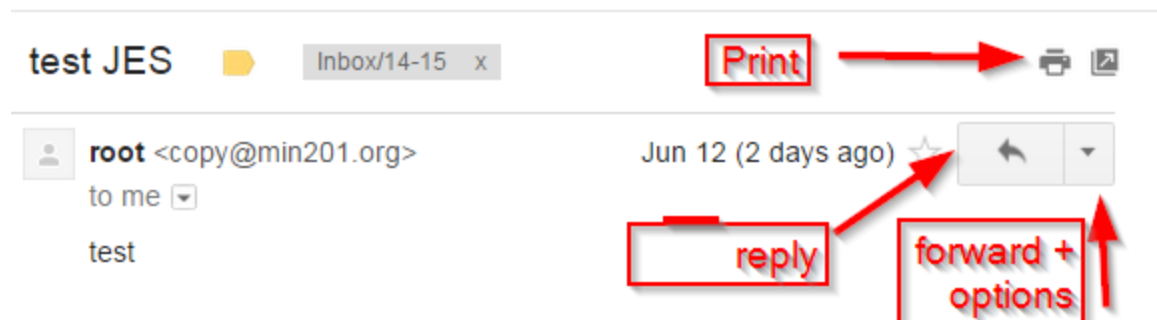 test JES Inbox/14-15 x Print
root <copy@min201.org> Jun 12 (2 days ago)
to me
test
reply
forward +
options